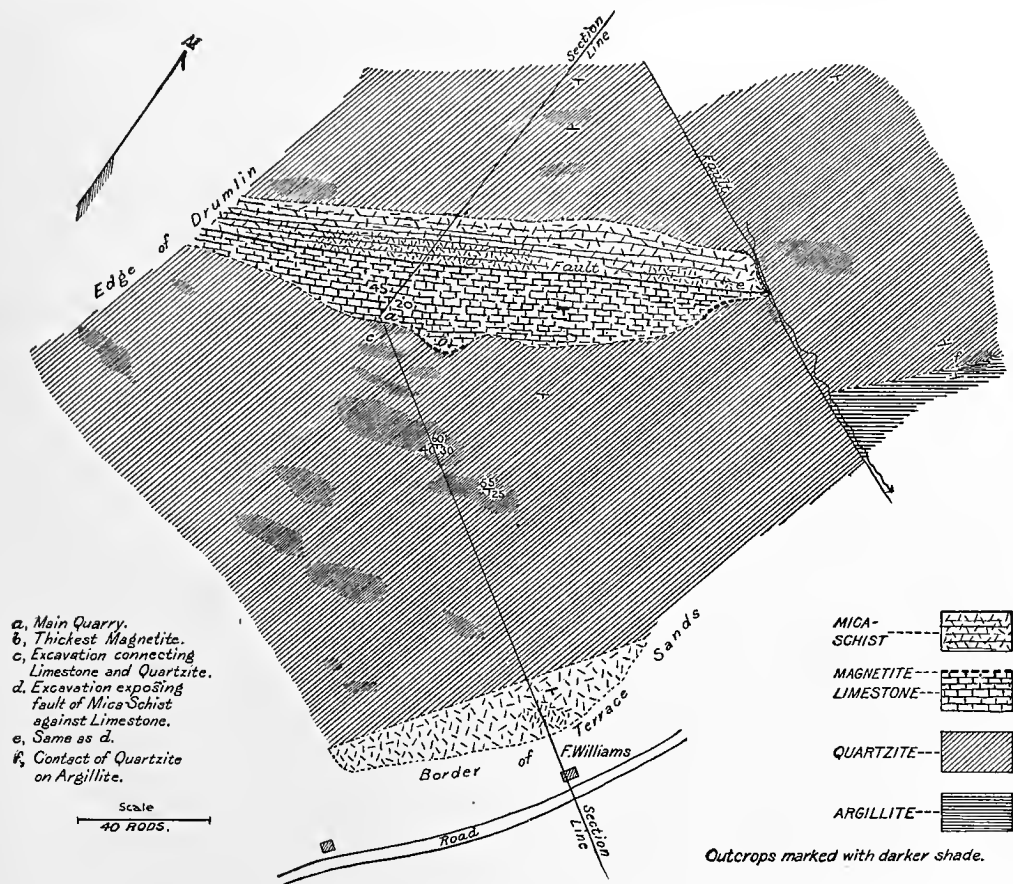 N
Section
Line
Fault
Edge of Drumlin
d
Fault
e
45
20
a
c
b
f
60
40 30
65
25
a, Main Quarry.
b, Thickest Magnetite.
c, Excavation connecting
Limestone and Quartzite.
d. Excavation exposing
fault of Mica Schist
against Limestone.
e, Same as d.
f, Contact of Quartzite
on Argillite.
Scale
40 RODS.
Border of Terrace Sands
F. Williams
Road
Section
Line
MICA-
SCHIST
MAGNETITE
LIMESTONE
QUARTZITE
ARGILLITE
Outcrops marked with darker shade.